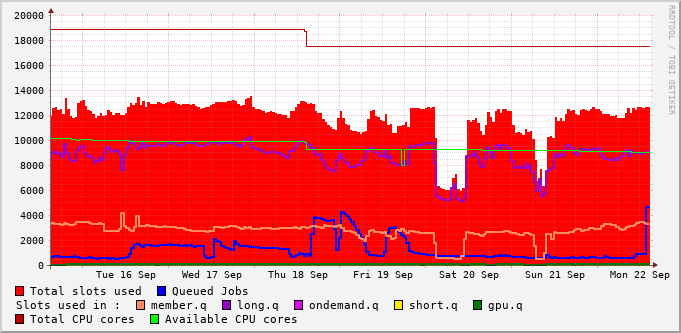 RRDTOOL / TOBI OETIKER
20000
18000
16000
14000
12000
10000
8000
6000
4000
2000
0
Tue 16 Sep Wed 17 Sep Thu 18 Sep Fri 19 Sep Sat 20 Sep Sun 21 Sep Mon 22 Sep
Total slots used Queued Jobs
Slots used in : member.q long.q ondemand.q short.q gpu.q
Total CPU cores Available CPU cores